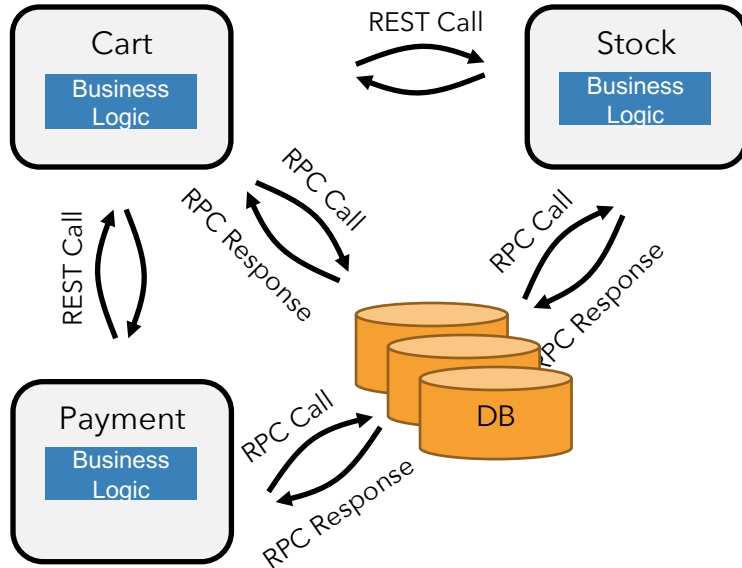 Cart
Business
Logic
REST Call
Stock
Business
Logic
RPC Call
RPC Response
RPC Call
RPC Response
REST Call
Payment
Business
Logic
RPC Call
RPC Response
DB